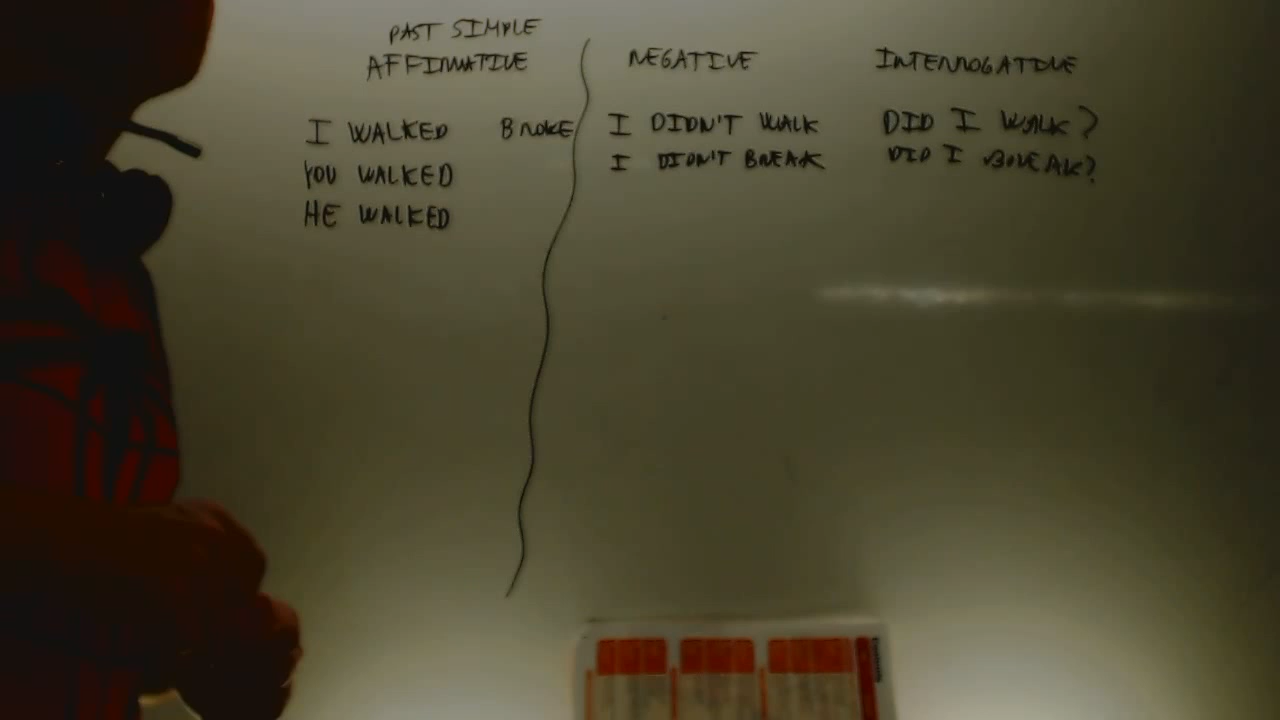 PAST SIMPLE
AFFIRMATIVE
I WALKED BROKE
YOU WALKED
HE WALKED
NEGATIVE
I DIDN'T WALK
I DIDN'T BREAK
INTERROGATIVE
DID I WALK?
DID I BREAK?